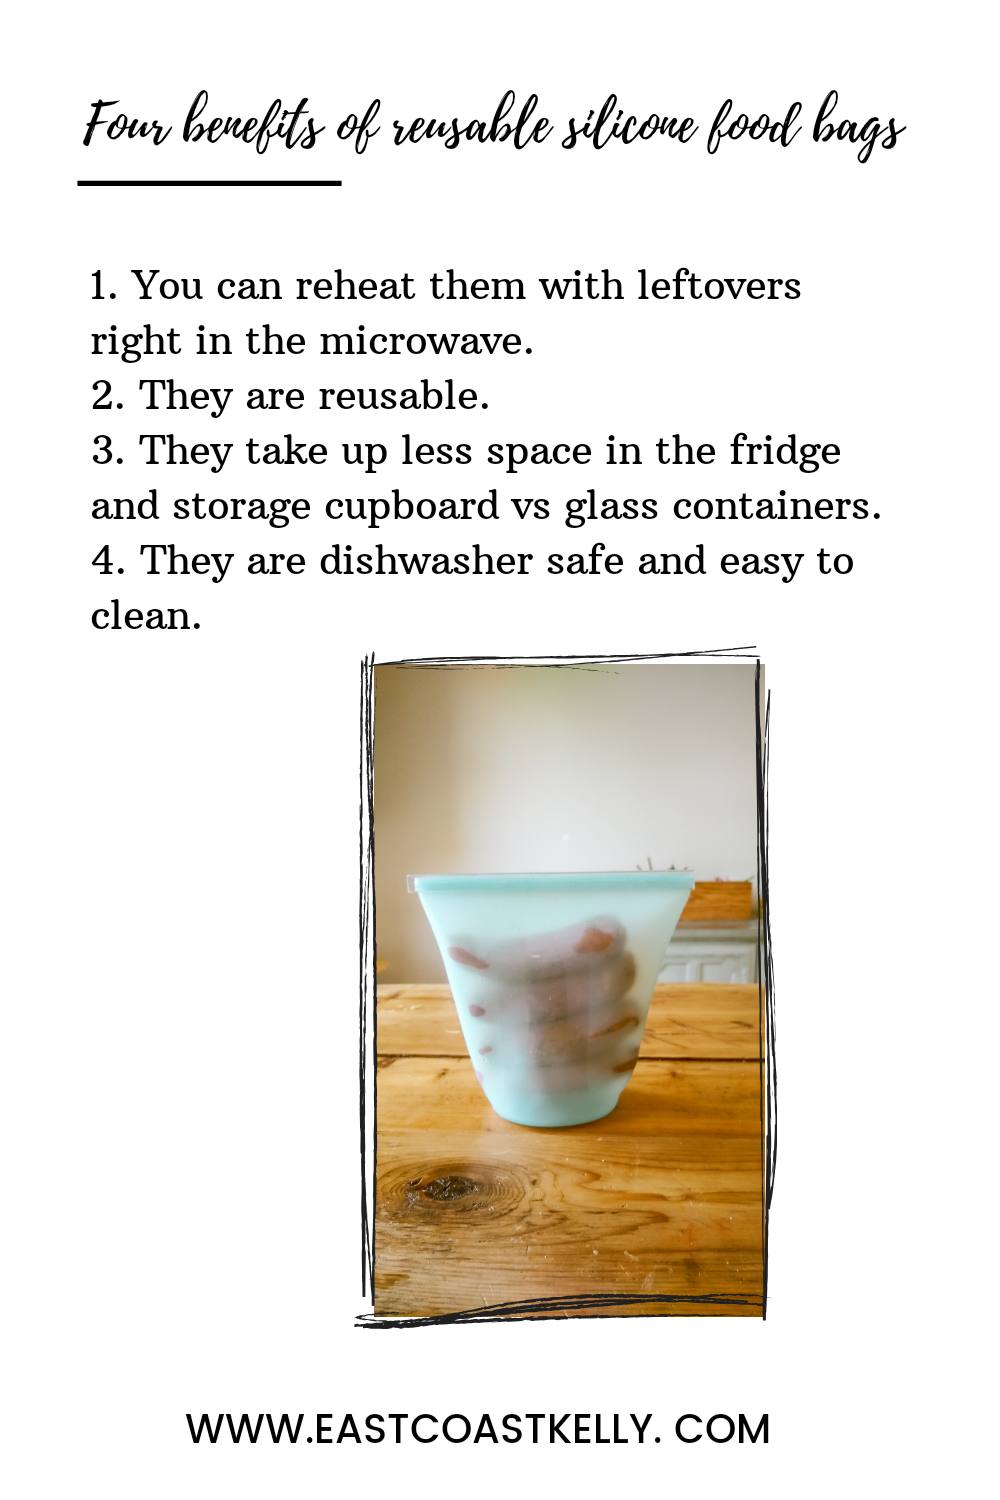 Four benefits of reusable silicone food bags
1. You can reheat them with leftovers
right in the microwave.
2. They are reusable.
3. They take up less space in the fridge
and storage cupboard vs glass containers.
4. They are dishwasher safe and easy to
clean.
WWW.EASTCOASTKELLY. COM